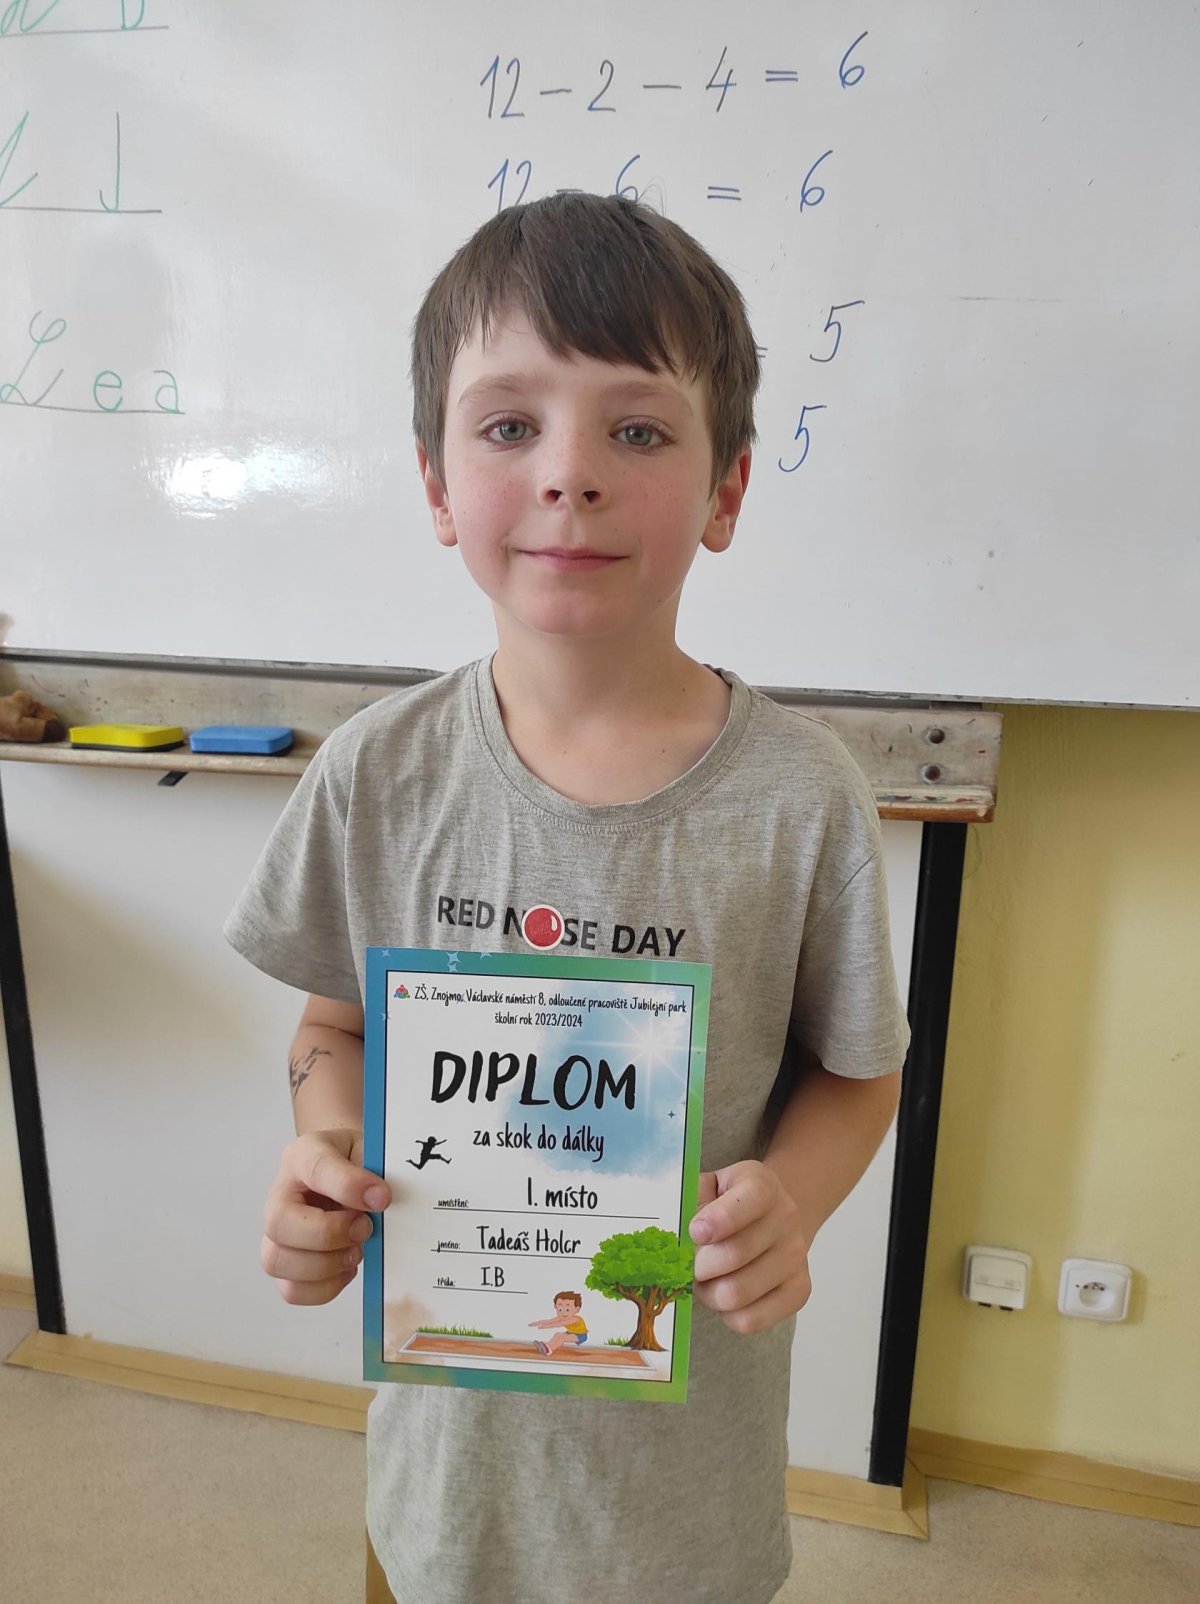 12 - 2 - 4 = 6
12 - 6 = 6
= 5
5
J
Lea
RED NOSE DAY
ZŠ, Znojmo, Václavské náměstí 8, odloučené pracoviště Jubilejní park
školní rok 2023/2024
DIPLOM
za skok do dálky
umístění: 1. místo
jméno: Tadeáš Holcr
třída: I.B